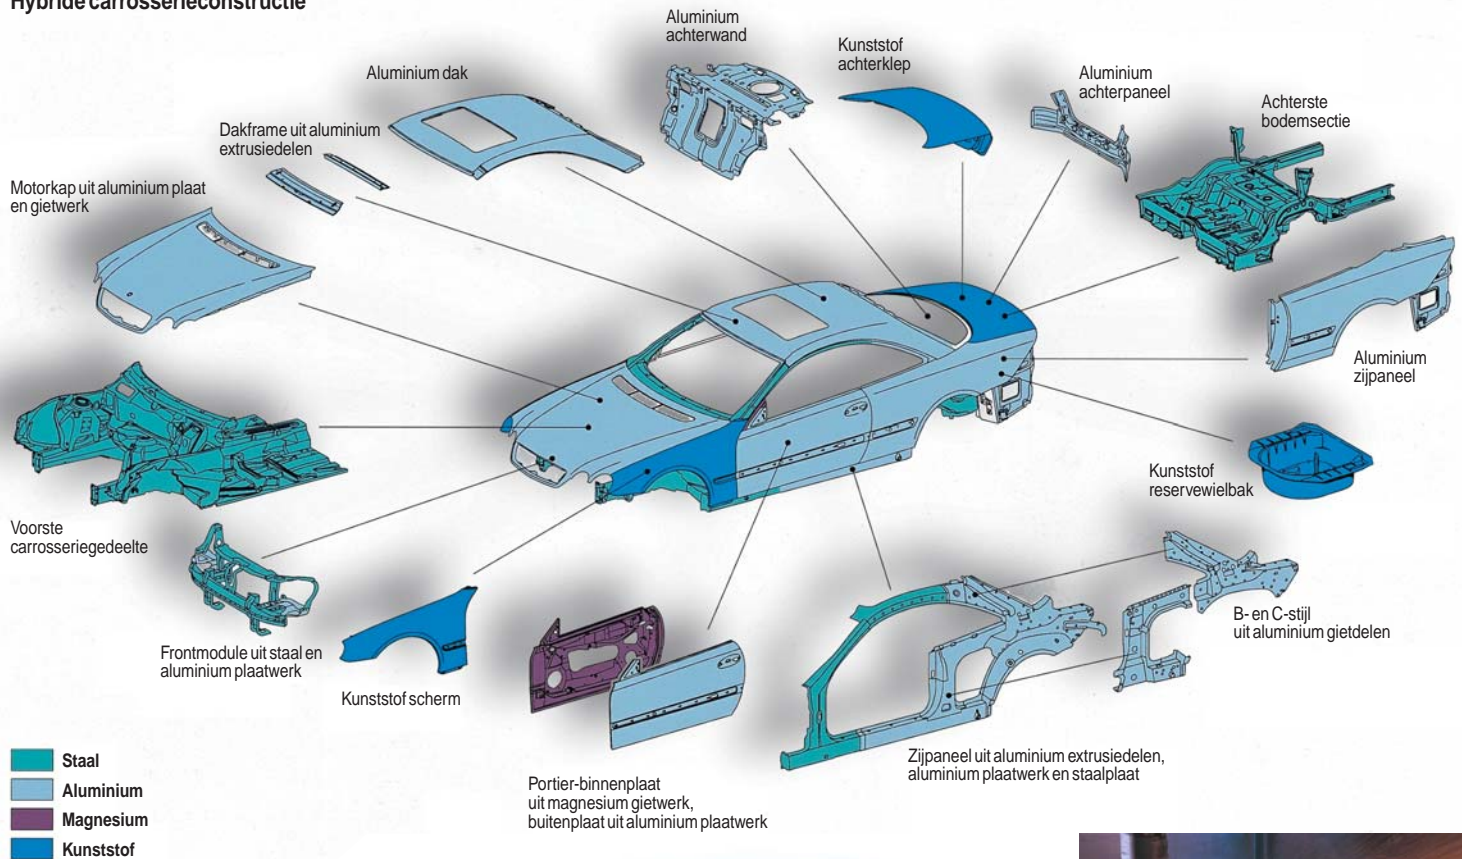 Hybride carrosserieconstructie
Aluminium
achterwand
Kunststof
achterklep
Aluminium dak
Aluminium
achterpaneel
Achterste
bodemsectie
Dakframe uit aluminium
extrusiedelen
Motorkap uit aluminium plaat
en gietwerk
Aluminium
zijpaneel
Kunststof
reservewielbak
Voorste
carrosseriegedeelte
B- en C-stijl
uit aluminium gietdelen
Frontmodule uit staal en
aluminium plaatwerk
Kunststof scherm
Zijpaneel uit aluminium extrusiedelen,
aluminium plaatwerk en staalplaat
Portier-binnenplaat
uit magnesium gietwerk,
buitenplaat uit aluminium plaatwerk
Staal
Aluminium
Magnesium
Kunststof